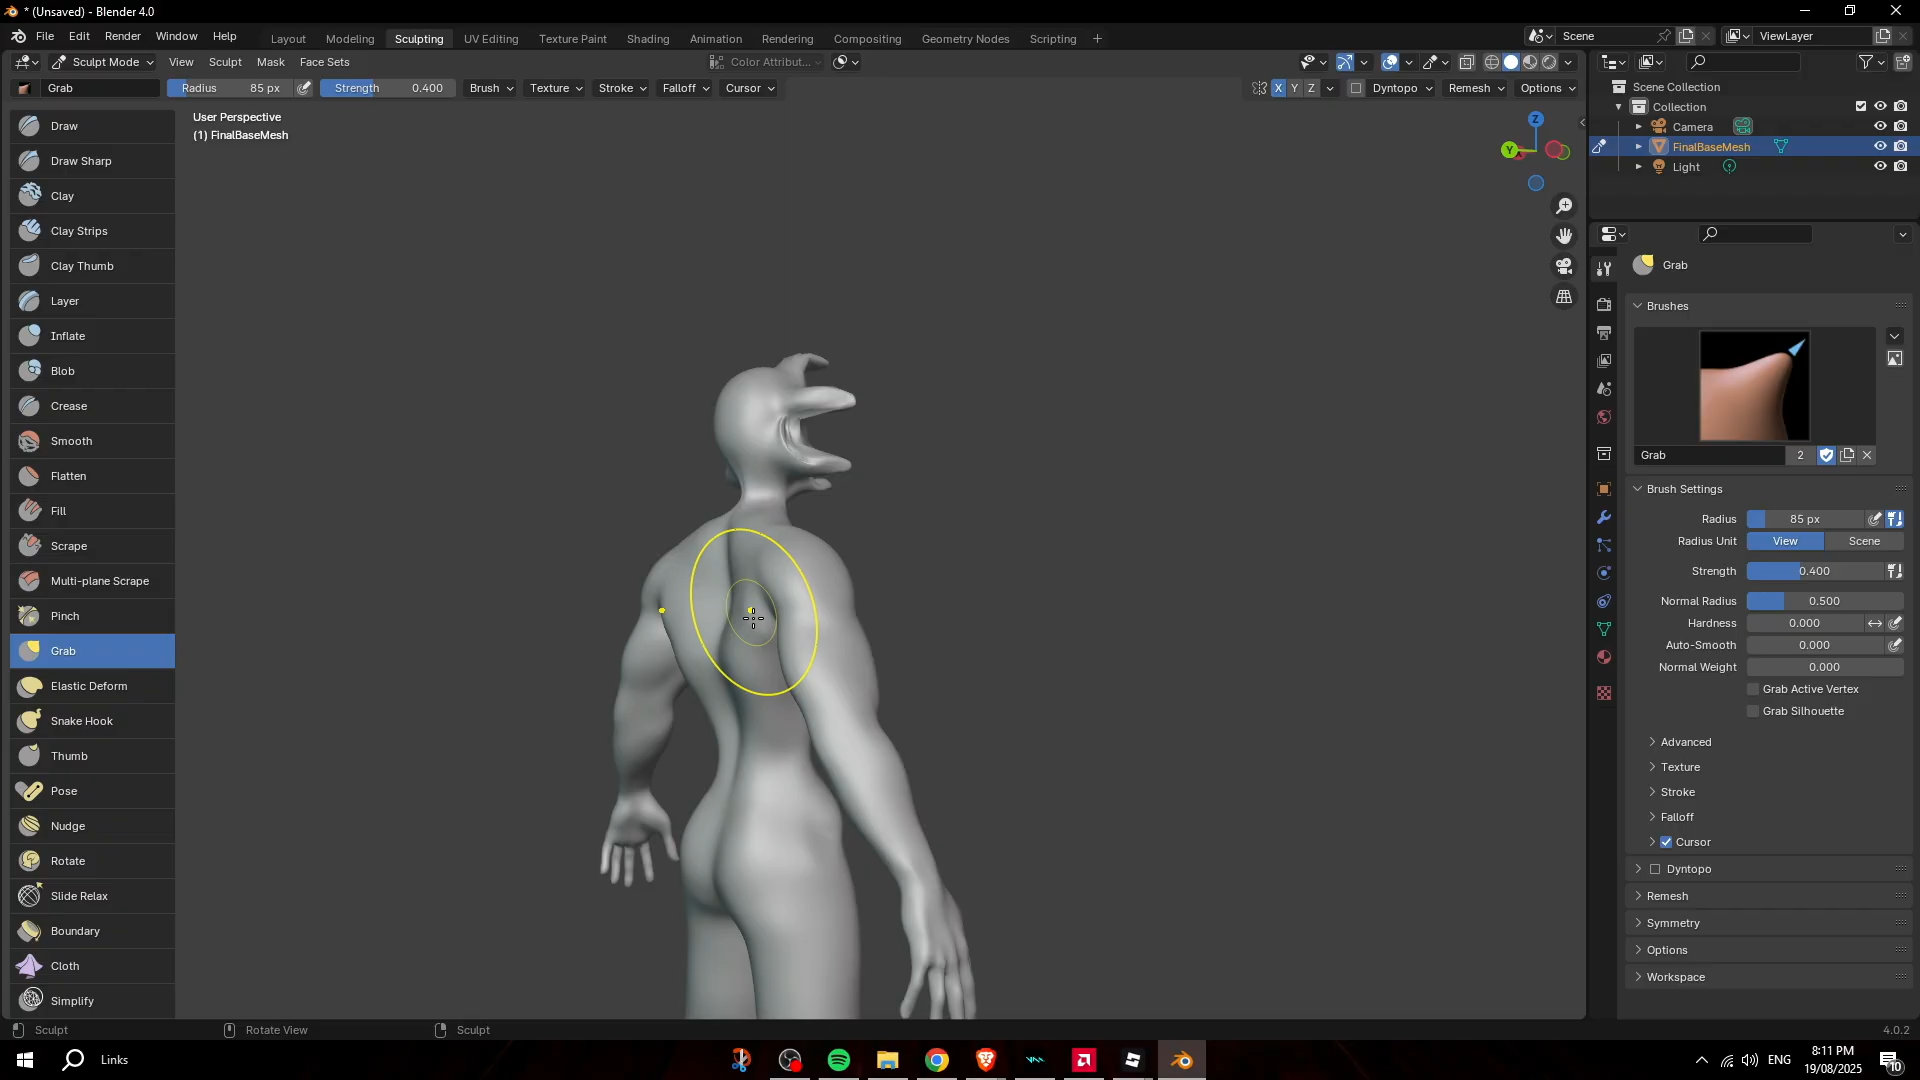 * (Unsaved) - Blender 4.0
File Edit Render Window Help
Layout Modeling Sculpting UV Editing Texture Paint Shading Animation Rendering Compositing Geometry Nodes Scripting +
Scene
ViewLayer
Sculpt Mode View Sculpt Mask Face Sets
Color Attribut...
Grab Radius 85 px Strength 0.400 Brush Texture Stroke Falloff Cursor
X Y Z Dyntopo Remesh Options
User Perspective
(1) FinalBaseMesh
Z
Y
Draw
Draw Sharp
Clay
Clay Strips
Clay Thumb
Layer
Inflate
Blob
Crease
Smooth
Flatten
Fill
Scrape
Multi-plane Scrape
Pinch
Grab
Elastic Deform
Snake Hook
Thumb
Pose
Nudge
Rotate
Slide Relax
Boundary
Cloth
Simplify
Scene Collection
Collection
Camera
FinalBaseMesh
Light
Grab
Brushes
Grab 2
Brush Settings
Radius 85 px
Radius Unit View Scene
Strength 0.400
Normal Radius 0.500
Hardness 0.000
Auto-Smooth 0.000
Normal Weight 0.000
Grab Active Vertex
Grab Silhouette
Advanced
Texture
Stroke
Falloff
Cursor
Dyntopo
Remesh
Symmetry
Options
Workspace
Sculpt Rotate View Sculpt
4.0.2
Links
ENG
8:11 PM
19/08/2025
10